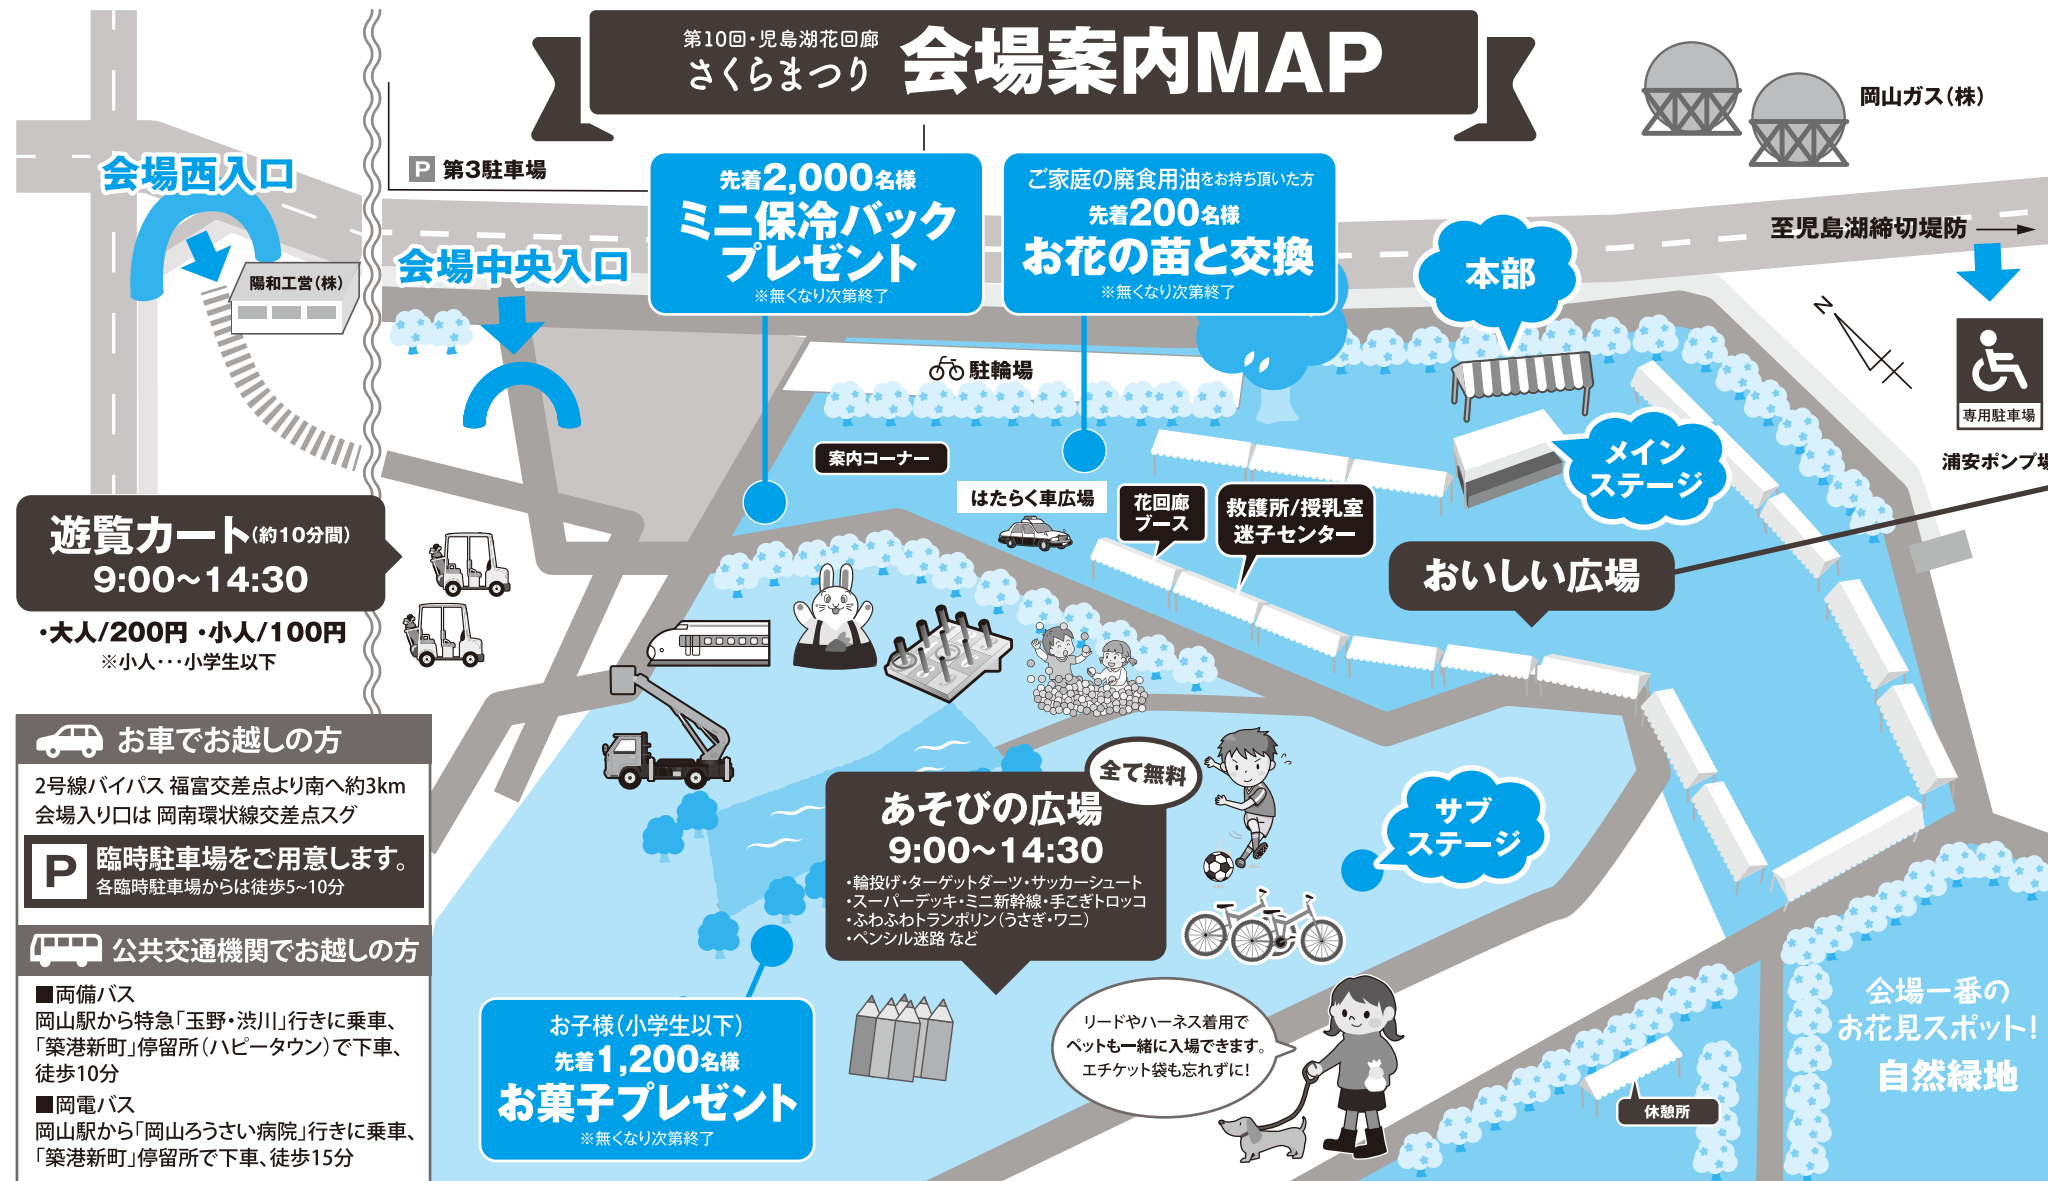 第10回・児島湖花回廊
さくらまつり
会場案内MAP
岡山ガス(株)
会場西入口
P 第3駐車場
先着2,000名様
ミニ保冷バック
プレゼント
※無くなり次第終了
ご家庭の廃食用油をお持ち頂いた方
先着200名様
お花の苗と交換
※無くなり次第終了
本部
至児島湖締切堤防
陽和工営(株)
会場中央入口
N
専用駐車場
浦安ポンプ場
駐輪場
案内コーナー
はたらく車広場
花回廊
ブース
救護所/授乳室
迷子センター
メイン
ステージ
おいしい広場
遊覧カート(約10分間)
9:00〜14:30
・大人/200円 ・小人/100円
※小人・・・小学生以下
お車でお越しの方
2号線バイパス 福富交差点より南へ約3km
会場入り口は 岡南環状線交差点スグ
P
臨時駐車場をご用意します。
各臨時駐車場からは徒歩5~10分
公共交通機関でお越しの方
■両備バス
岡山駅から特急「玉野・渋川」行きに乗車、
「築港新町」停留所(ハピータウン)で下車、
徒歩10分
■岡電バス
岡山駅から「岡山ろうさい病院」行きに乗車、
「築港新町」停留所で下車、徒歩15分
全て無料
あそびの広場
9:00〜14:30
・輪投げ・ターゲットダーツ・サッカーシュート
・スーパーデッキ・ミニ新幹線・手こぎトロッコ
・ふわふわトランポリン(うさぎ・ワニ)
・ペンシル迷路 など
サブ
ステージ
お子様(小学生以下)
先着1,200名様
お菓子プレゼント
※無くなり次第終了
リードやハーネス着用で
ペットも一緒に入場できます。
エチケット袋も忘れずに!
会場一番の
お花見スポット!
自然緑地
休憩所